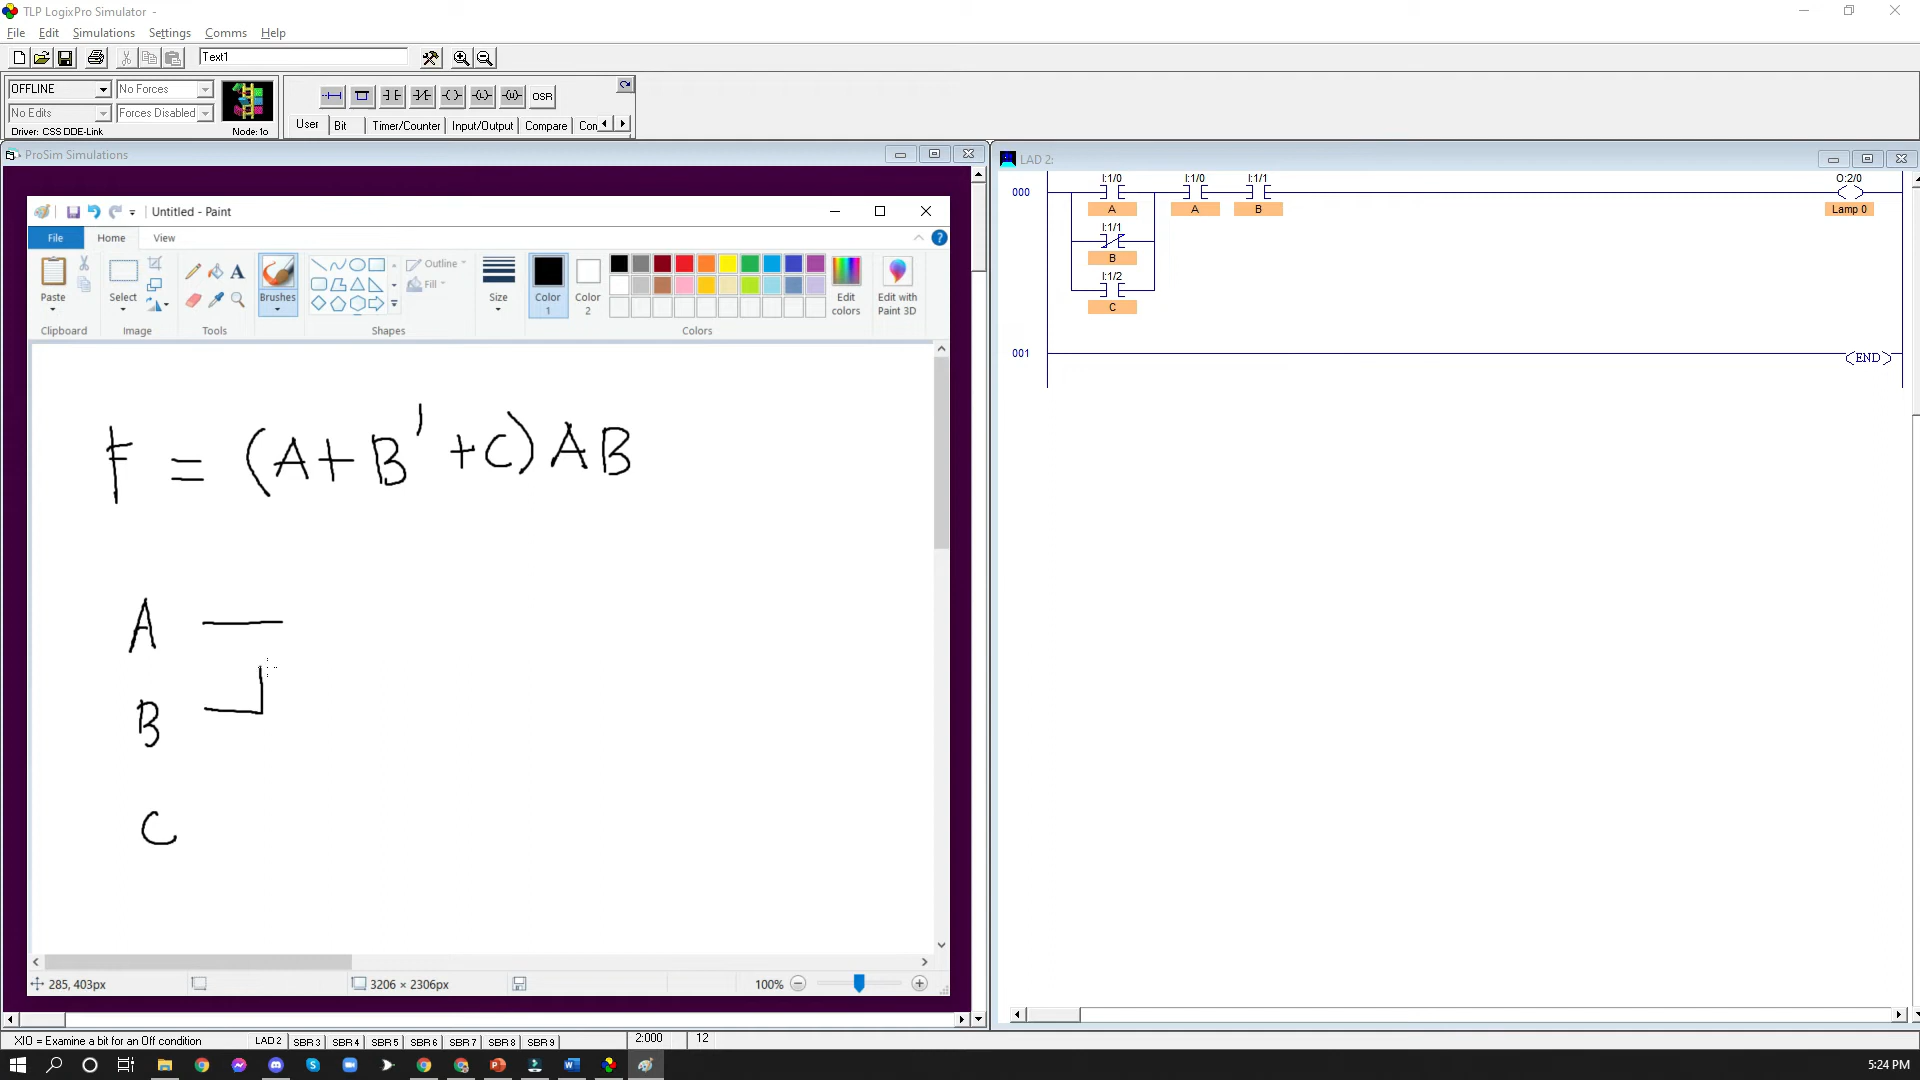 TLP LogixPro Simulator -
File Edit Simulations Settings Comms Help
Text1
OFFLINE No Forces
No Edits Forces Disabled
Driver: CSS DDE-Link Node: 1o
OSR
User Bit Timer/Counter Input/Output Compare Con
ProSim Simulations
Untitled - Paint
File Home View
Paste Select Brushes Outline Fill Size Color 1 Color 2 Edit colors Edit with Paint 3D
Clipboard Image Tools Shapes Colors
F = (A+B' +C)AB
A
B
C
285, 403px 3206 × 2306px 100%
LAD 2:
000 I:1/0 I:1/0 I:1/1 O:2/0
A A B Lamp 0
I:1/1
B
I:1/2
C
001 END
XIO = Examine a bit for an Off condition LAD 2 SBR 3 SBR 4 SBR 5 SBR 6 SBR 7 SBR 8 SBR 9 2:000 12
5:24 PM